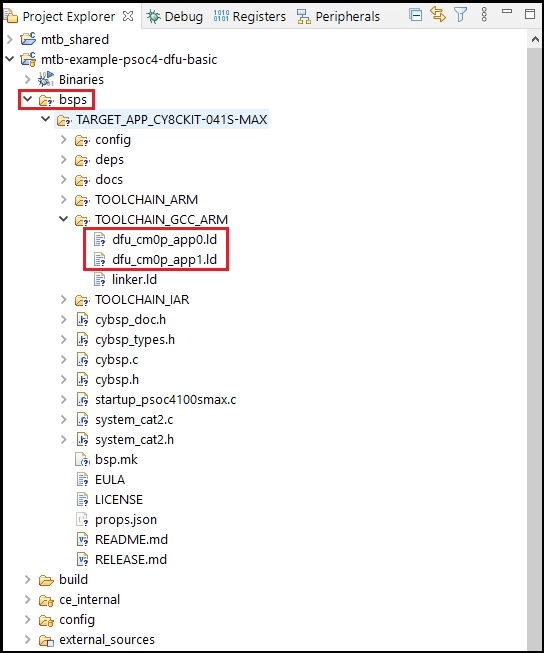 Project Explorer Debug Registers Peripherals
mtb_shared
mtb-example-psoc4-dfu-basic
Binaries
bsps
TARGET_APP_CY8CKIT-041S-MAX
config
deps
docs
TOOLCHAIN_ARM
TOOLCHAIN_GCC_ARM
dfu_cm0p_app0.ld
dfu_cm0p_app1.ld
linker.ld
TOOLCHAIN_IAR
cybsp_doc.h
cybsp_types.h
cybsp.c
cybsp.h
startup_psoc4100smax.c
system_cat2.c
system_cat2.h
bsp.mk
EULA
LICENSE
props.json
README.md
RELEASE.md
build
ce_internal
config
external_sources